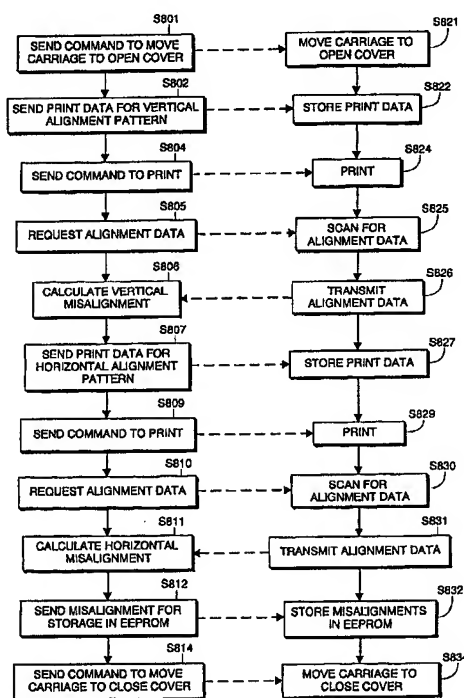 S801
SEND COMMAND TO MOVE
CARRIAGE TO OPEN COVER
S821
MOVE CARRIAGE TO
OPEN COVER
S802
SEND PRINT DATA FOR VERTICAL
ALIGNMENT PATTERN
S822
STORE PRINT DATA
S804
SEND COMMAND TO PRINT
S824
PRINT
S805
REQUEST ALIGNMENT DATA
S825
SCAN FOR
ALIGNMENT DATA
S806
CALCULATE VERTICAL
MISALIGNMENT
S826
TRANSMIT
ALIGNMENT DATA
S807
SEND PRINT DATA FOR
HORIZONTAL ALIGNMENT
PATTERN
S827
STORE PRINT DATA
S809
SEND COMMAND TO PRINT
S829
PRINT
S810
REQUEST ALIGNMENT DATA
S830
SCAN FOR
ALIGNMENT DATA
S811
CALCULATE HORIZONTAL
MISALIGNMENT
S831
TRANSMIT ALIGNMENT DATA
S812
SEND MISALIGNMENT FOR
STORAGE IN EEPROM
S832
STORE MISALIGNMENTS
IN EEPROM
S814
SEND COMMAND TO MOVE
CARRIAGE TO CLOSE COVER
S834
MOVE CARRIAGE TO
CLOSE COVER